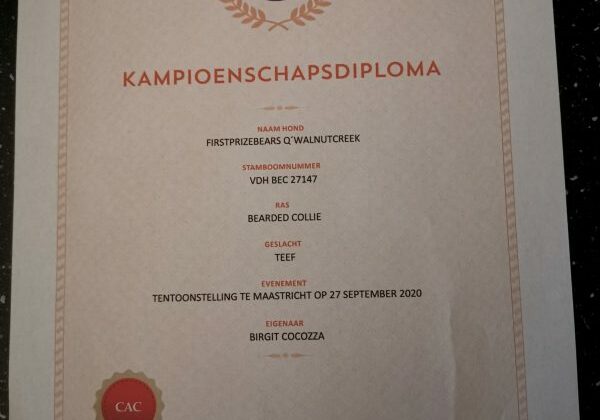 KAMPIOENSCHAPSDIPLOMA
NAAM HOND
FIRSTPRIZEBEARS Q´WALNUTCREEK
STAMBOOMNUMMER
VDH BEC 27147
RAS
BEARDED COLLIE
GESLACHT
TEEF
EVENEMENT
TENTOONSTELLING TE MAASTRICHT OP 27 SEPTEMBER 2020
EIGENAAR
BIRGIT COCOZZA
CAC